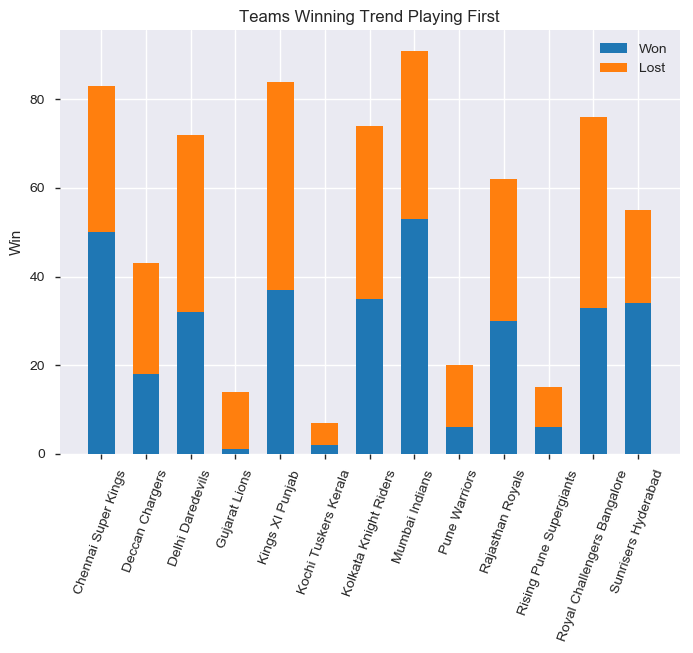 Teams Winning Trend Playing First
Won
Lost
Win
80
60
40
20
0
Chennai Super Kings
Deccan Chargers
Delhi Daredevils
Gujarat Lions
Kings XI Punjab
Kochi Tuskers Kerala
Kolkata Knight Riders
Mumbai Indians
Pune Warriors
Rajasthan Royals
Rising Pune Supergiants
Royal Challengers Bangalore
Sunrisers Hyderabad